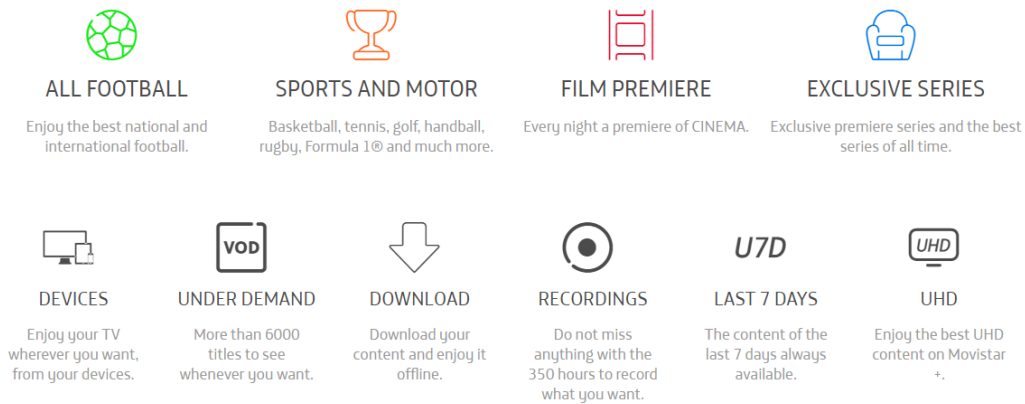 ALL FOOTBALL
Enjoy the best national and
international football.
SPORTS AND MOTOR
Basketball, tennis, golf, handball,
rugby, Formula 1® and much more.
FILM PREMIERE
Every night a premiere of CINEMA.
EXCLUSIVE SERIES
Exclusive premiere series and the best
series of all time.
DEVICES
Enjoy your TV
wherever you want,
from your devices.
VOD
UNDER DEMAND
More than 6000
titles to see
whenever you want.
DOWNLOAD
Download your
content and enjoy it
offline.
RECORDINGS
Do not miss
anything with the
350 hours to record
what you want.
U7D
LAST 7 DAYS
The content of the
last 7 days always
available.
UHD
UHD
Enjoy the best UHD
content on Movistar
+.